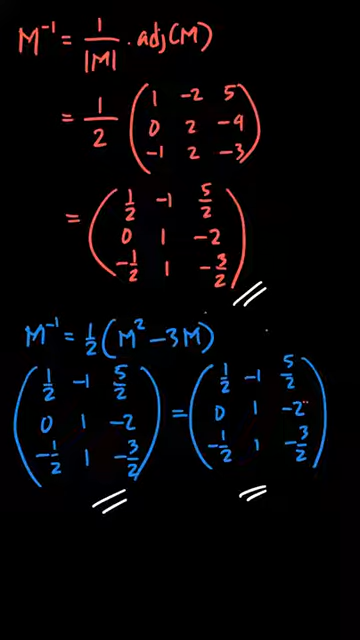 M⁻¹ = 1/|M| · adj(M)
= 1/2 ( 1 -2 5
0 2 -4
-1 2 -3 )
= ( 1/2 -1 5/2
0 1 -2
-1/2 1 -3/2 )
M⁻¹ = 1/2 ( M² - 3M )
( 1/2 -1 5/2 ) = ( 1/2 -1 5/2 )
( 0 1 -2 ) ( 0 1 -2 )
( -1/2 1 -3/2 ) ( -1/2 1 -3/2 )